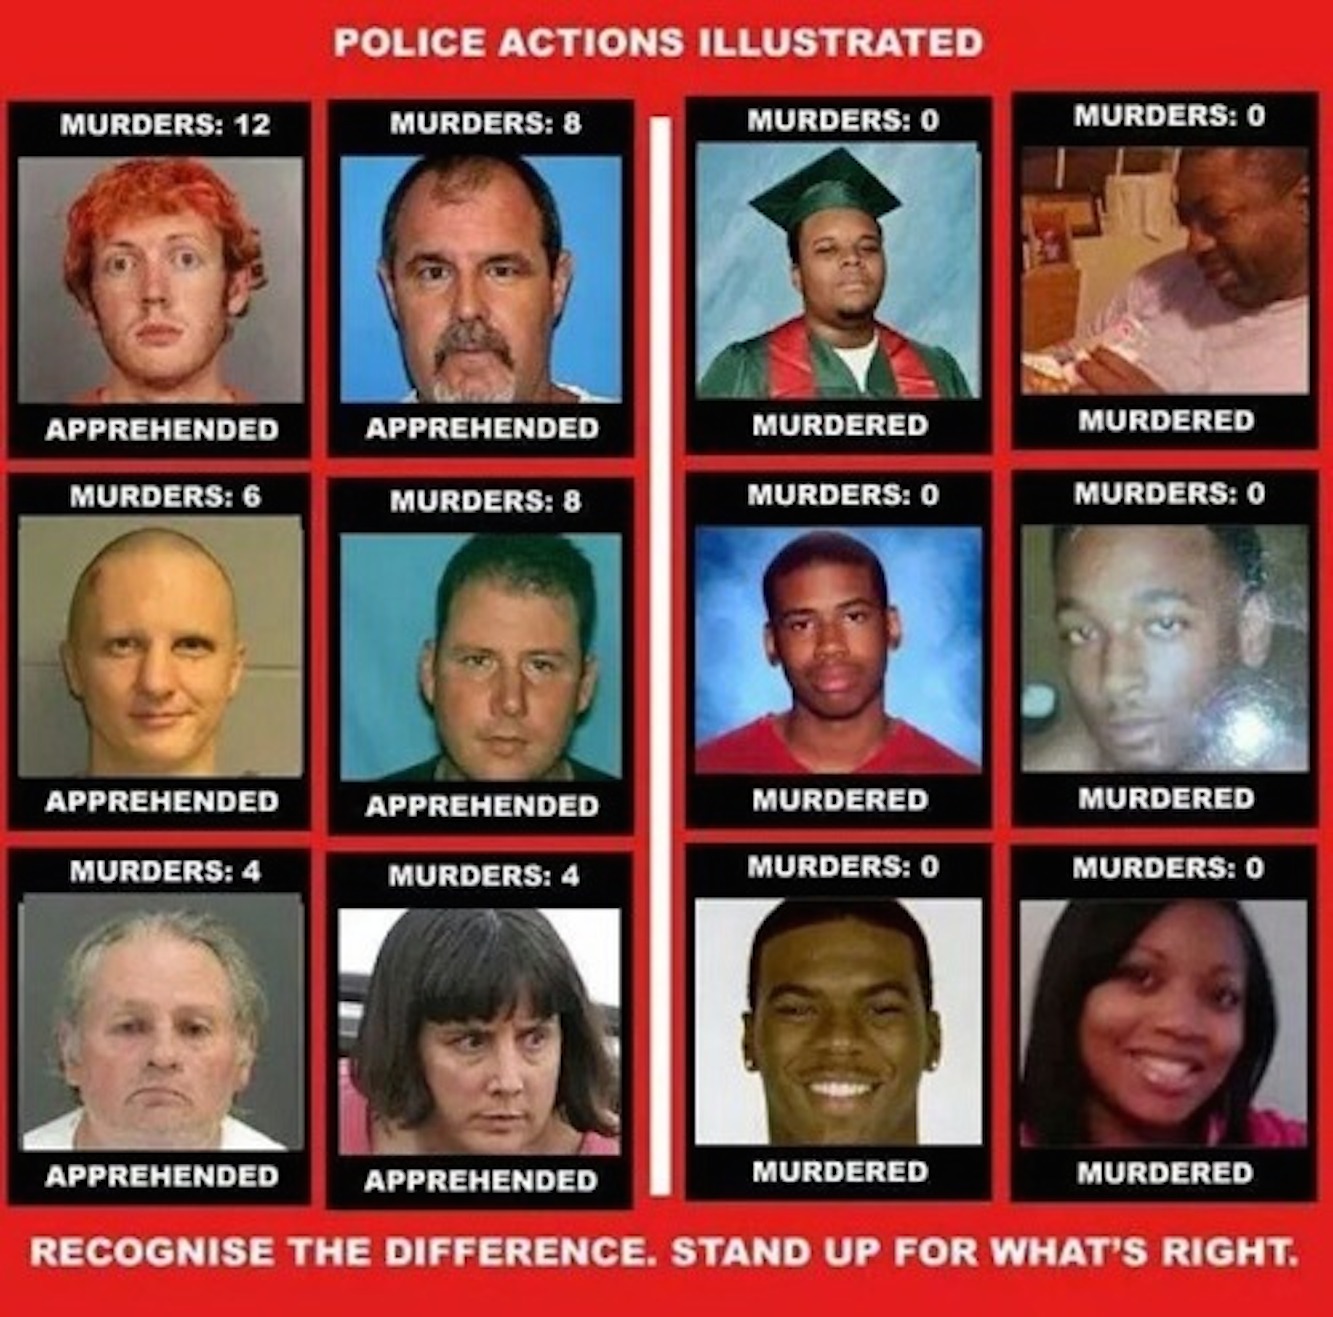 POLICE ACTIONS ILLUSTRATED
MURDERS: 12
APPREHENDED
MURDERS: 8
APPREHENDED
MURDERS: 0
MURDERED
MURDERS: 0
MURDERED
MURDERS: 6
APPREHENDED
MURDERS: 8
APPREHENDED
MURDERS: 0
MURDERED
MURDERS: 0
MURDERED
MURDERS: 4
APPREHENDED
MURDERS: 4
APPREHENDED
MURDERS: 0
MURDERED
MURDERS: 0
MURDERED
RECOGNISE THE DIFFERENCE. STAND UP FOR WHAT'S RIGHT.